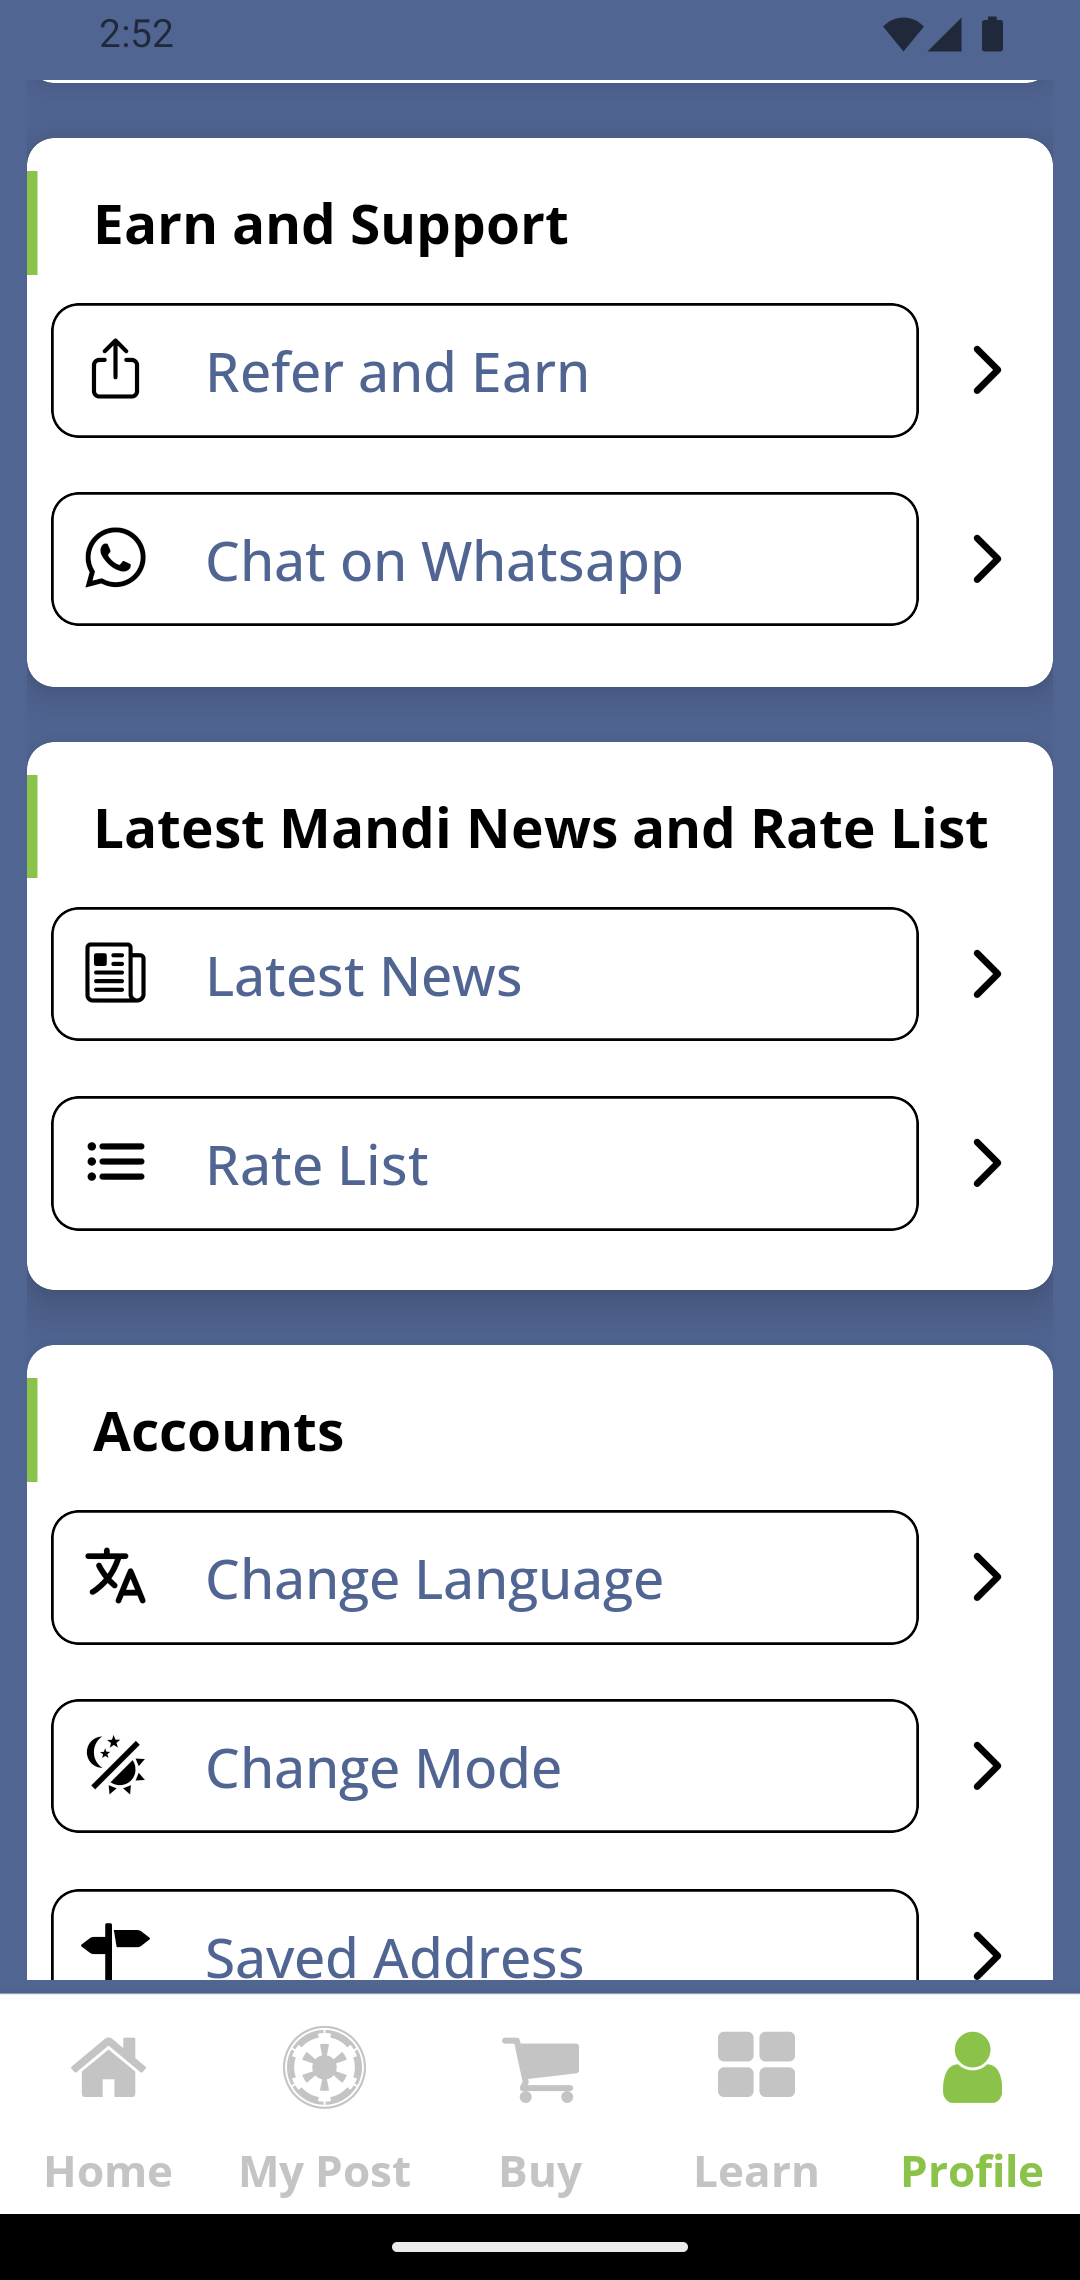 2:52
Earn and Support
Refer and Earn
Chat on Whatsapp
Latest Mandi News and Rate List
Latest News
Rate List
Accounts
Change Language
Change Mode
Saved Address
Home
My Post
Buy
Learn
Profile